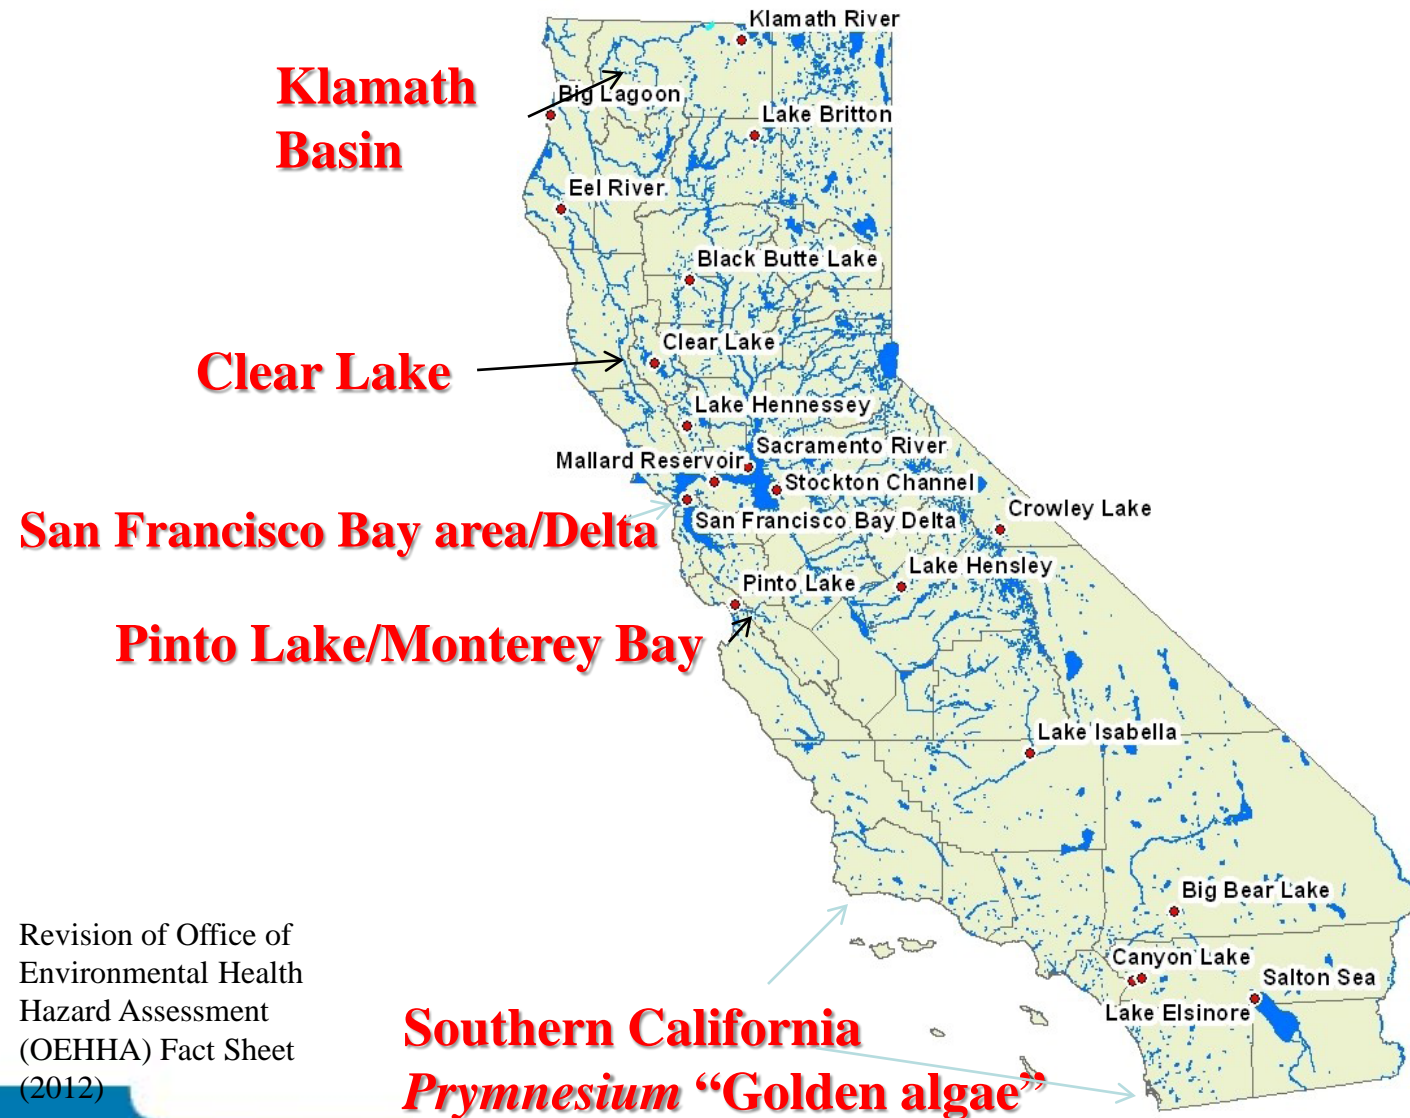 Klamath River
Klamath
Basin
Big Lagoon
Lake Britton
Eel River
Black Butte Lake
Clear Lake
Clear Lake
Lake Hennessey
Sacramento River
Mallard Reservoir
Stockton Channel
Crowley Lake
San Francisco Bay area/Delta
San Francisco Bay Delta
Lake Hensley
Pinto Lake
Pinto Lake/Monterey Bay
Lake Isabella
Big Bear Lake
Revision of Office of
Environmental Health
Hazard Assessment
(OEHHA) Fact Sheet
(2012)
Canyon Lake
Salton Sea
Lake Elsinore
Southern California
Prymnesium “Golden algae”